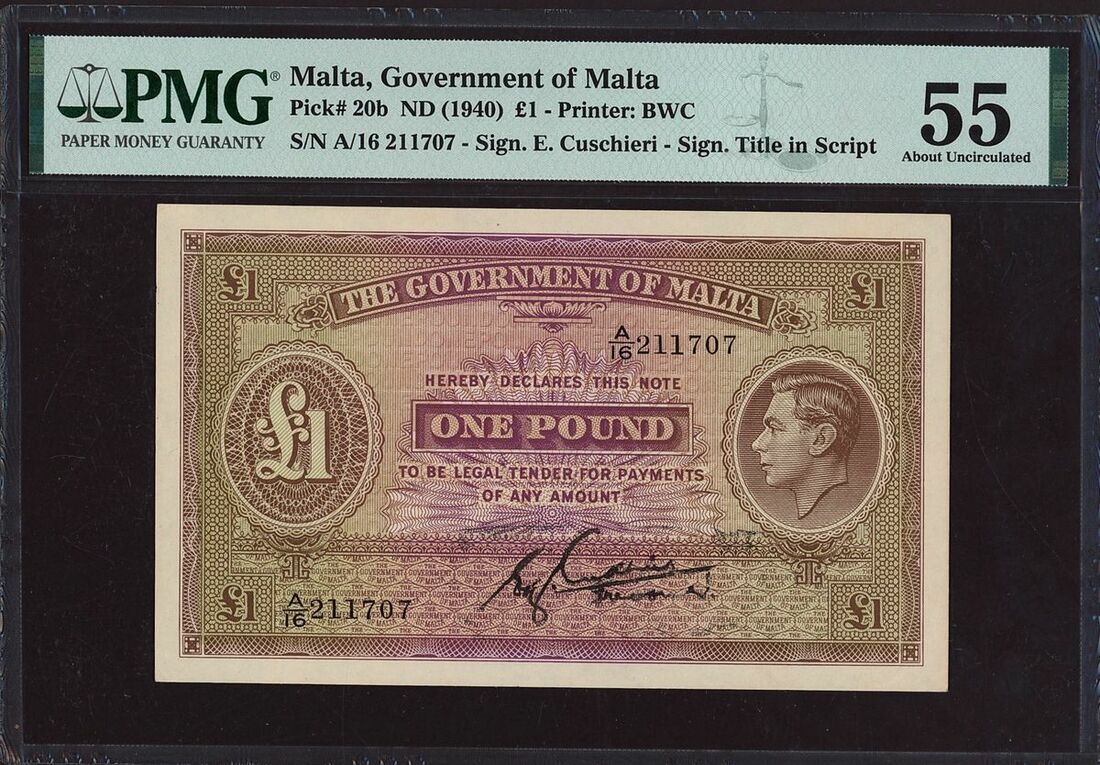 PMG®
PAPER MONEY GUARANTY
Malta, Government of Malta
Pick# 20b ND (1940) £1 - Printer: BWC
S/N A/16 211707 - Sign. E. Cuschieri - Sign. Title in Script
55
About Uncirculated
£1
£1
THE GOVERNMENT OF MALTA
A/16 211707
HEREBY DECLARES THIS NOTE
£1
ONE POUND
TO BE LEGAL TENDER FOR PAYMENTS
OF ANY AMOUNT
A/16 211707
£1
£1